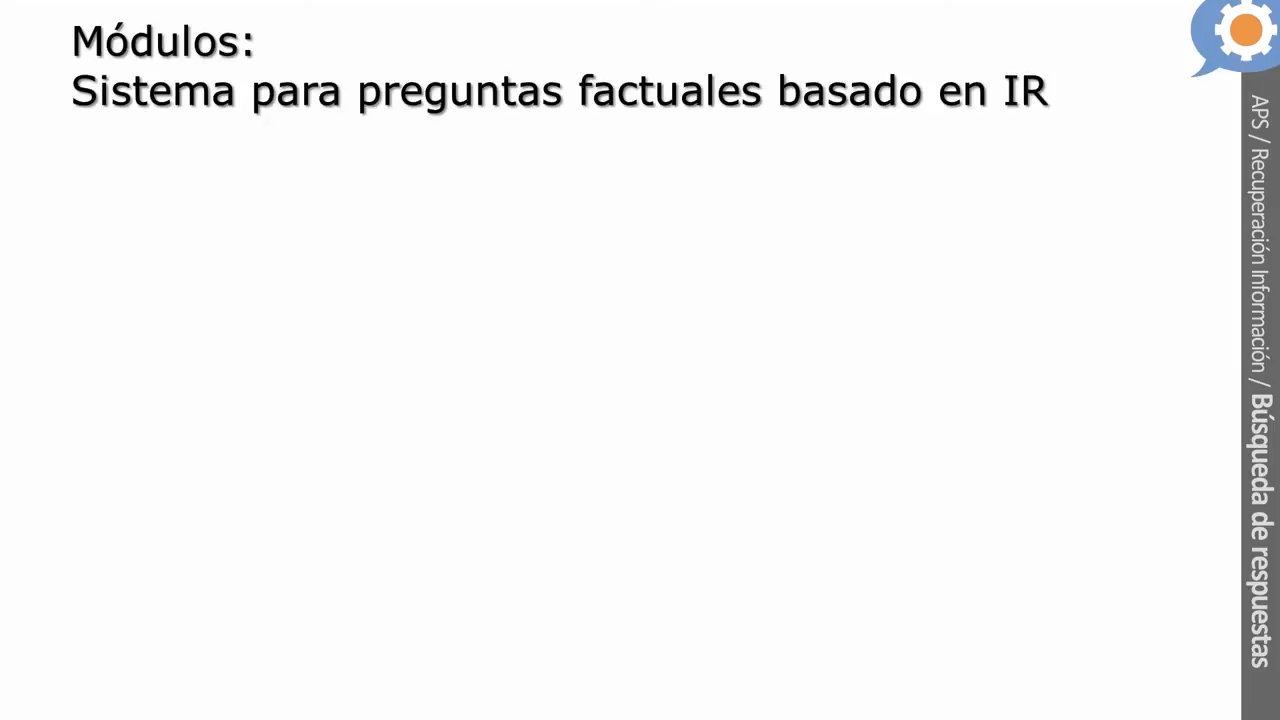 Módulos:
Sistema para preguntas factuales basado en IR
APS / Recuperación Información / Búsqueda de respuestas